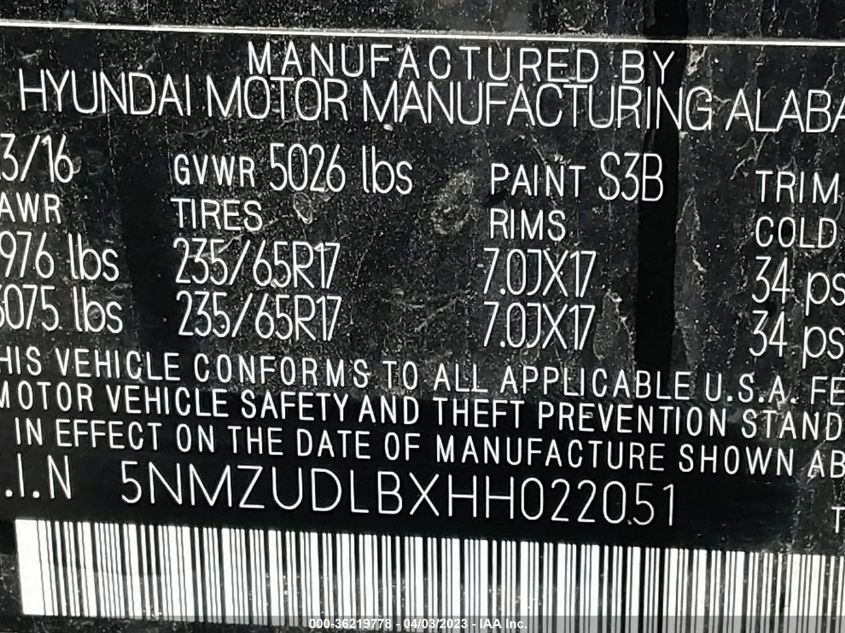 MANUFACTURED BY
HYUNDAI MOTOR MANUFACTURING ALABA
3/16 GVWR 5026 lbs PAINT S3B TRIM
AWR TIRES RIMS COLD
976 lbs 235/65R17 7.0JX17 34 ps
3075 lbs 235/65R17 7.0JX17 34 ps
HIS VEHICLE CONFORMS TO ALL APPLICABLE U.S.A. FE
MOTOR VEHICLE SAFETY AND THEFT PREVENTION STAND
IN EFFECT ON THE DATE OF MANUFACTURE SHOWN AB
.I.N 5NMZUDLBXHH022051
T
000-36219778 - 04/03/2023 - IAA Inc.